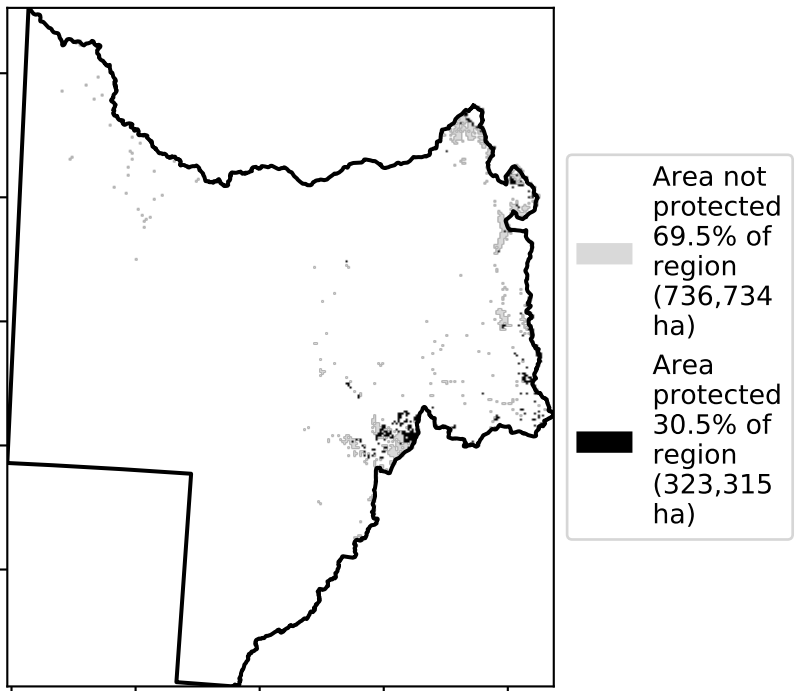 Area not
protected
69.5% of
region
(736,734
ha)
Area
protected
30.5% of
region
(323,315
ha)